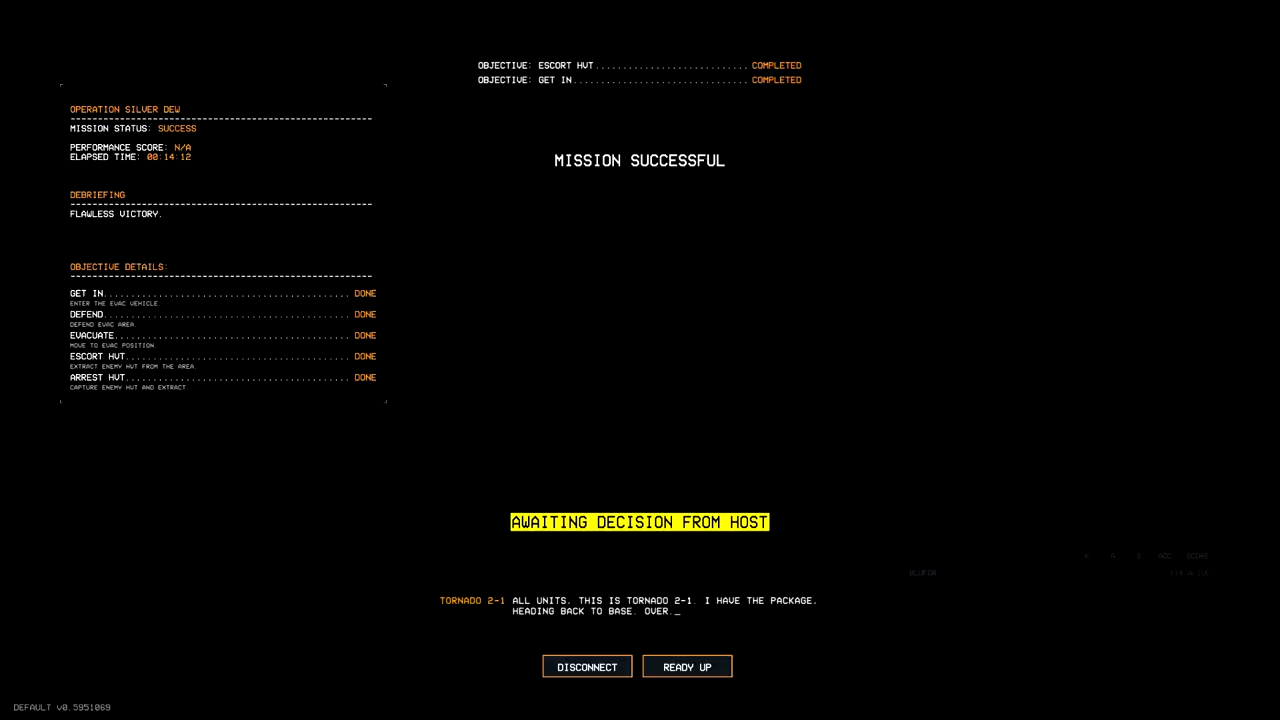 OBJECTIVE: ESCORT HVT........................... COMPLETED
OBJECTIVE: GET IN................................ COMPLETED
OPERATION SILVER DEW
MISSION STATUS: SUCCESS
PERFORMANCE SCORE: N/A
ELAPSED TIME: 00:14:12
MISSION SUCCESSFUL
DEBRIEFING
FLAWLESS VICTORY.
OBJECTIVE DETAILS:
GET IN............................................. DONE
ENTER THE EVAC VEHICLE.
DEFEND............................................. DONE
DEFEND EVAC AREA.
EVACUATE........................................... DONE
MOVE TO EVAC POSITION.
ESCORT HVT......................................... DONE
EXTRACT ENEMY HVT FROM THE AREA.
ARREST HVT......................................... DONE
CAPTURE ENEMY HVT AND EXTRACT.
AWAITING DECISION FROM HOST
K A S ACC SCORE
BLUFOR
TORNADO 2-1 ALL UNITS, THIS IS TORNADO 2-1. I HAVE THE PACKAGE,
HEADING BACK TO BASE. OVER._
DISCONNECT READY UP
DEFAULT v0.5951069